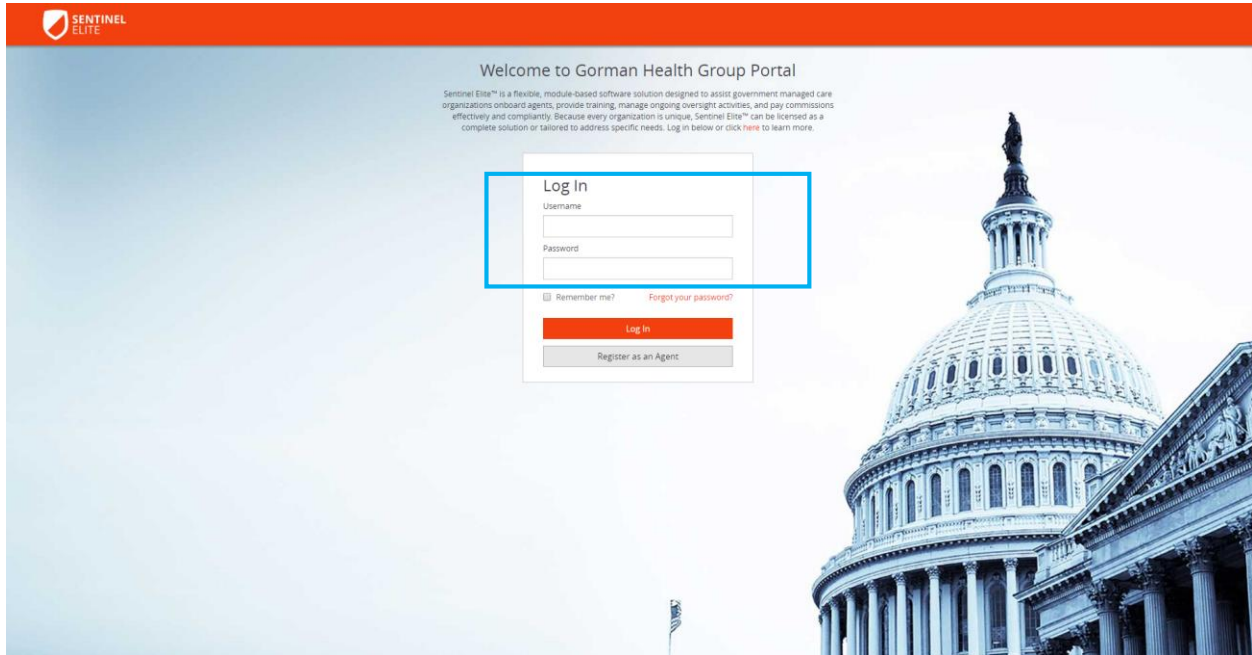 SENTINEL
ELITE
Welcome to Gorman Health Group Portal
Sentinel Elite™ is a flexible, module-based software solution designed to assist government managed care
organizations onboard agents, provide training, manage ongoing oversight activities, and pay commissions
effectively and compliantly. Because every organization is unique, Sentinel Elite™ can be licensed as a
complete solution or tailored to address specific needs. Log in below or click here to learn more.
Log In
Username
Password
Remember me? Forgot your password?
Log In
Register as an Agent